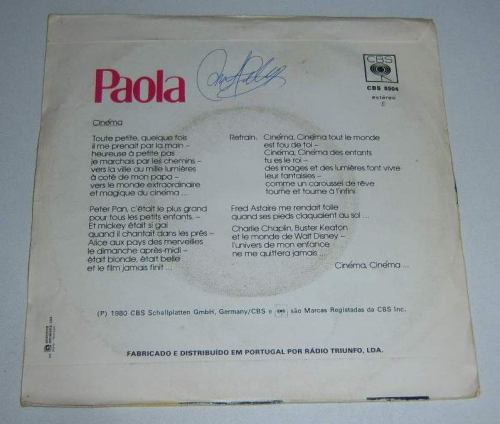 Paola
CBS
CBS 8504
estéreo
Cinéma
Toute petite, quelque fois
il me prenait par la main –
heureuse à petite pas
je marchais par les chemins –
vers la ville au mille lumières
à coté de mon papa –
vers le monde extraordinaire
et magique du cinéma ...
Peter Pan, c'était le plus grand
pour tous les petits enfants, –
Et mickey était si gai
quand il chantait dans les prés –
Alice aux pays des merveilles
le dimanche après-midi –
était blonde, était belle
et le film jamais finit ...
Refrain. Cinéma, Cinéma tout le monde
est fou de toi –
Cinéma, Cinéma des enfants
tu es le roi –
des images et des lumières font vivre
leur fantaisies –
comme un caroussel de rêve
tourne et tourne à l'infini
Fred Astaire me rendait folle
quand ses pieds claquaient au sol ...
Charlie Chaplin, Buster Keaton
et le monde de Walt Disney –
l'univers de mon enfance
ne me quittera jamais ...
Cinéma, Cinéma ...
(P) 1980 CBS Schallplatten GmbH, Germany/CBS e CBS são Marcas Registadas da CBS Inc.
FABRICADO E DISTRIBUÍDO EM PORTUGAL POR RÁDIO TRIUNFO, LDA.